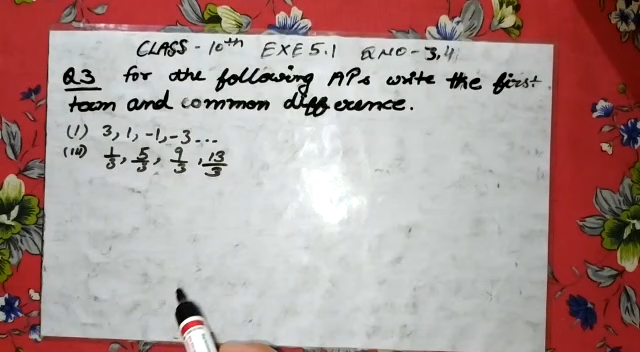 CLASS - 10th EXE 5.1 QNO - 3,4
Q3 for the following APs write the first
term and common difference.
(i) 3, 1, -1, -3 ...
(iii) 1/3, 5/3, 9/3, 13/3